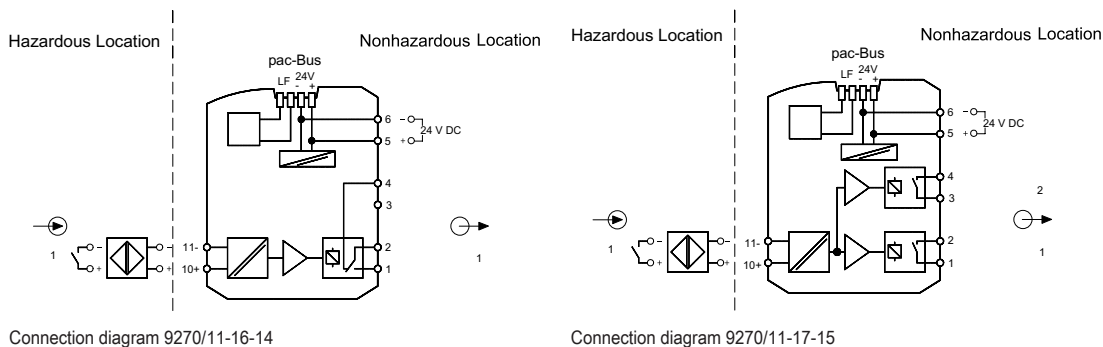 Hazardous Location
Nonhazardous Location
pac-Bus
LF 24V
- +
6 -
24 V DC
5 +
4
3
1
- -
+ +
11-
10+
2
1
1
Connection diagram 9270/11-16-14
Hazardous Location
Nonhazardous Location
pac-Bus
LF 24V
- +
6 -
24 V DC
5 +
4
3
2
1
- -
+ +
11-
10+
2
1
1
Connection diagram 9270/11-17-15